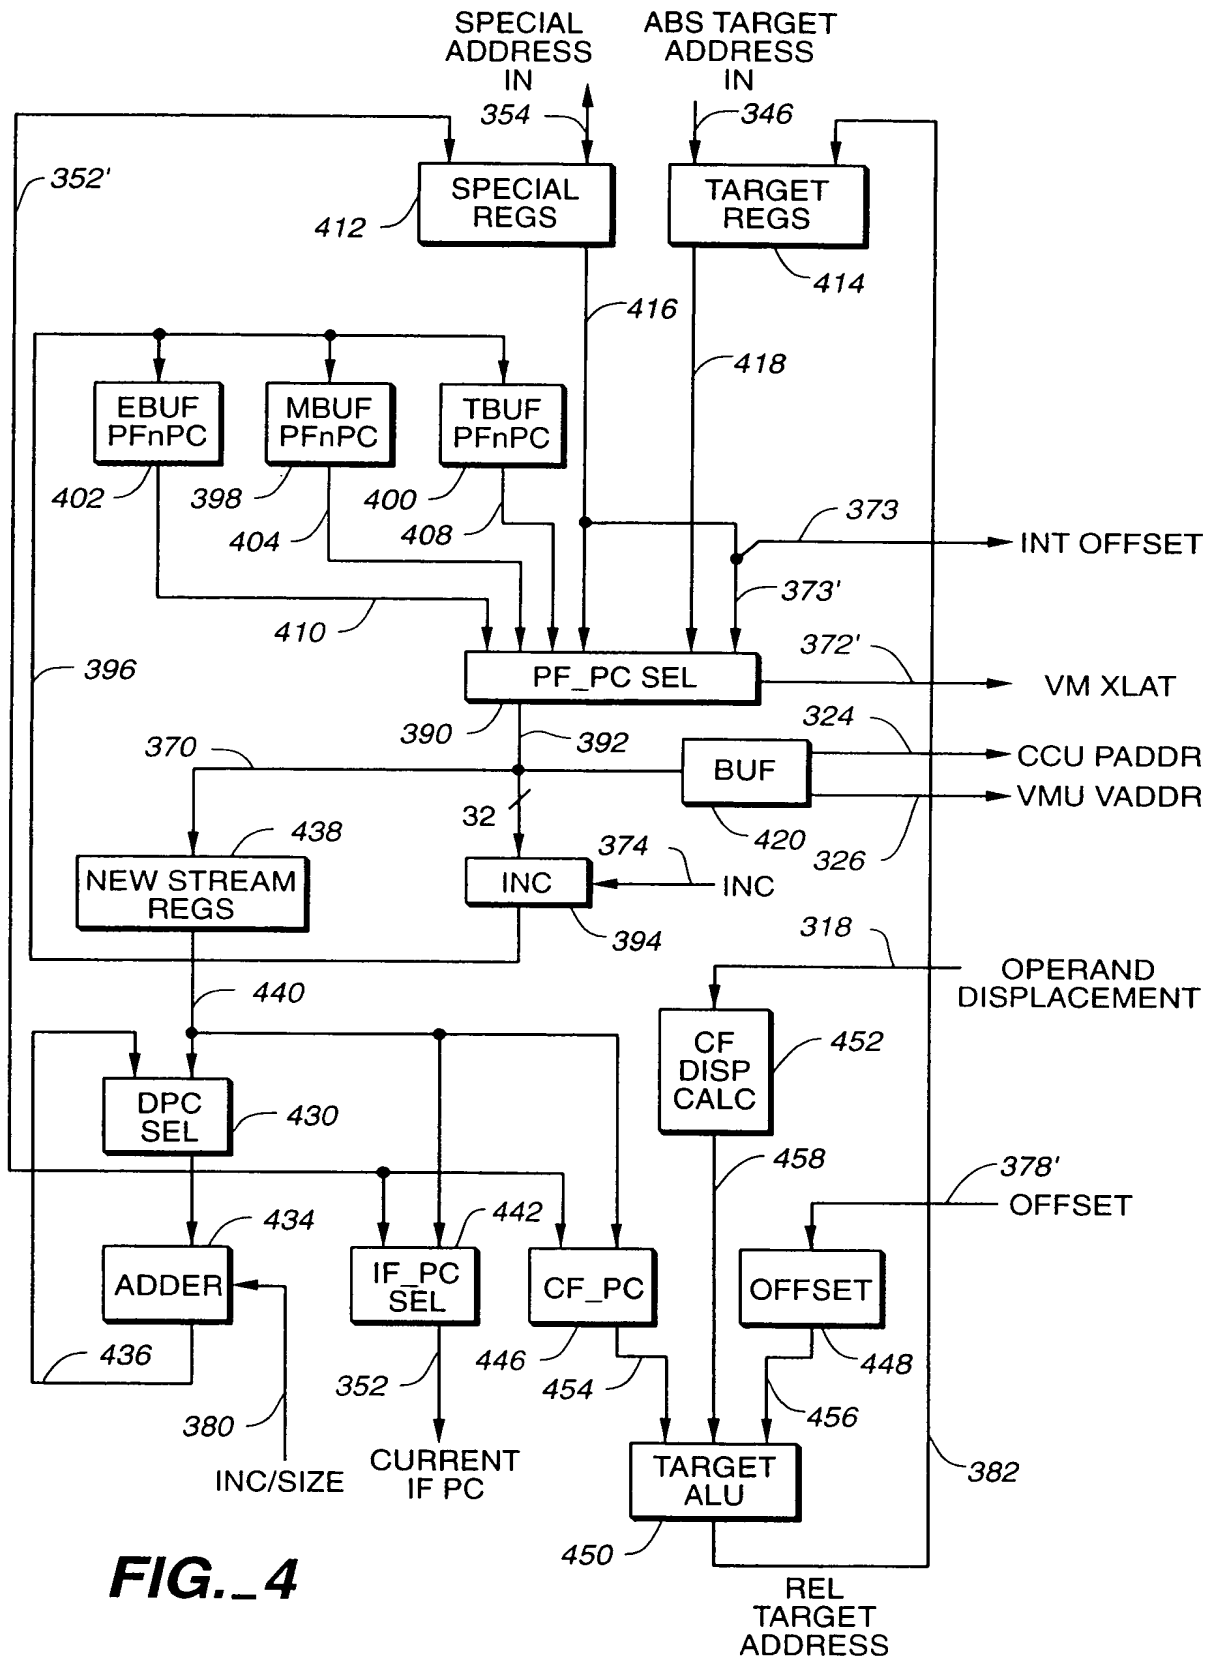 SPECIAL
ADDRESS
IN
ABS TARGET
ADDRESS
IN
354
346
352'
SPECIAL
REGS
TARGET
REGS
412
414
416
418
EBUF
PFnPC
MBUF
PFnPC
TBUF
PFnPC
402
398
400
404
408
373
INT OFFSET
373'
410
396
372'
PF_PC SEL
VM XLAT
390
392
324
370
BUF
CCU PADDR
VMU VADDR
32
420
326
438
374
NEW STREAM
REGS
INC
INC
394
318
440
OPERAND
DISPLACEMENT
CF
DISP
CALC
452
DPC
SEL
430
458
378'
OFFSET
434
442
ADDER
IF_PC
SEL
CF_PC
OFFSET
436
352
446
454
448
456
380
INC/SIZE
CURRENT
IF PC
TARGET
ALU
382
450
FIG._4
REL
TARGET
ADDRESS